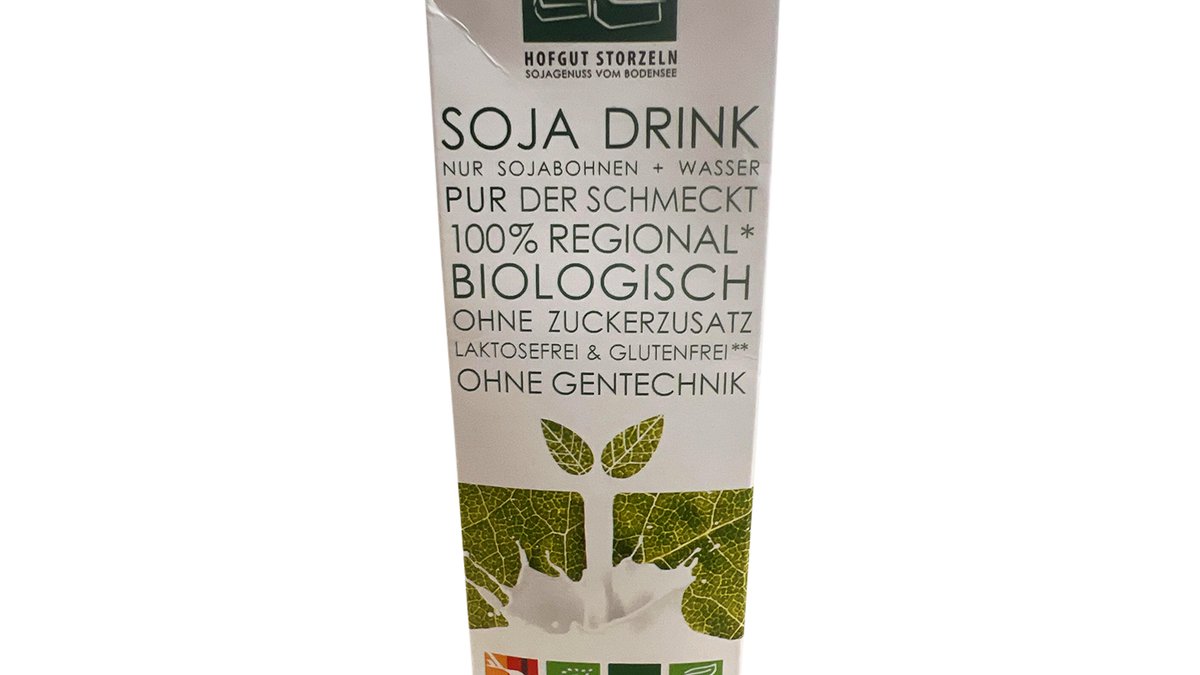 HOFGUT STORZELN
SOJAGENUSS VOM BODENSEE
SOJA DRINK
NUR SOJABOHNEN + WASSER
PUR DER SCHMECKT
100% REGIONAL*
BIOLOGISCH
OHNE ZUCKERZUSATZ
LAKTOSEFREI & GLUTENFREI**
OHNE GENTECHNIK